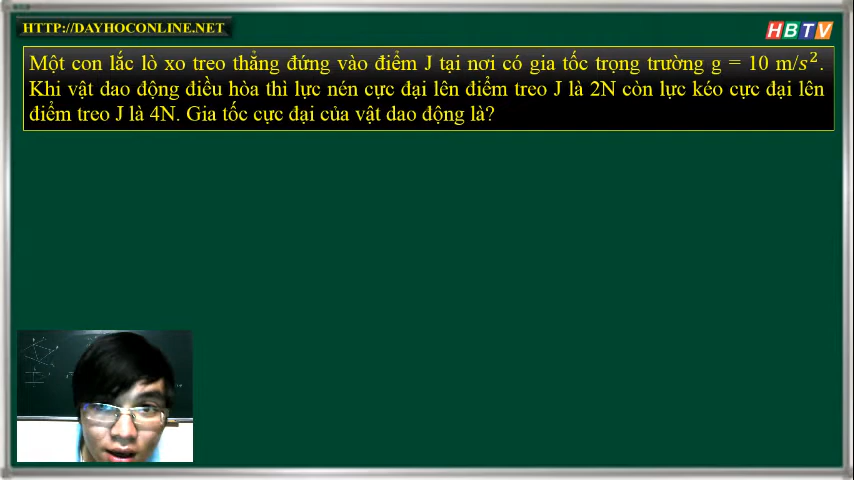 HTTP://DAYHOCONLINE.NET
HBTV
Một con lắc lò xo treo thẳng đứng vào điểm J tại nơi có gia tốc trọng trường g = 10 m/s².
Khi vật dao động điều hòa thì lực nén cực đại lên điểm treo J là 2N còn lực kéo cực đại lên
điểm treo J là 4N. Gia tốc cực đại của vật dao động là?